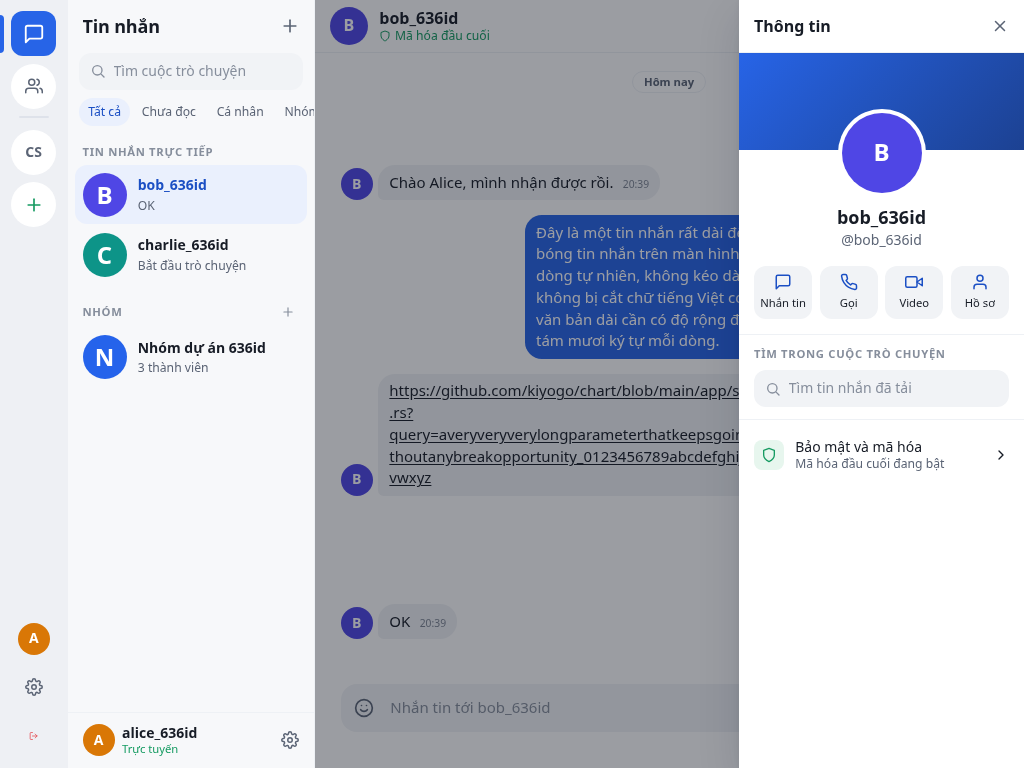 CS
A
Tin nhắn
Tìm cuộc trò chuyện
Tất cả
Chưa đọc
Cá nhân
Nhóm
TIN NHẮN TRỰC TIẾP
B
bob_636id
OK
C
charlie_636id
Bắt đầu trò chuyện
NHÓM
N
Nhóm dự án 636id
3 thành viên
A
alice_636id
Trực tuyến
B
bob_636id
Mã hóa đầu cuối
Hôm nay
B
Chào Alice, mình nhận được rồi. 20:39
Đây là một tin nhắn rất dài để
bóng tin nhắn trên màn hình
dòng tự nhiên, không kéo dà
không bị cắt chữ tiếng Việt có
văn bản dài cần có độ rộng đ
tám mươi ký tự mỗi dòng.
https://github.com/kiyogo/chart/blob/main/app/s
.rs?
query=averyveryverylongparameterthatkeepsgoin
thoutanybreakopportunity_0123456789abcdefghi
vwxyz
B
B
OK 20:39
Nhắn tin tới bob_636id
Thông tin
B
bob_636id
@bob_636id
Nhắn tin
Gọi
Video
Hồ sơ
TÌM TRONG CUỘC TRÒ CHUYỆN
Tìm tin nhắn đã tải
Bảo mật và mã hóa
Mã hóa đầu cuối đang bật